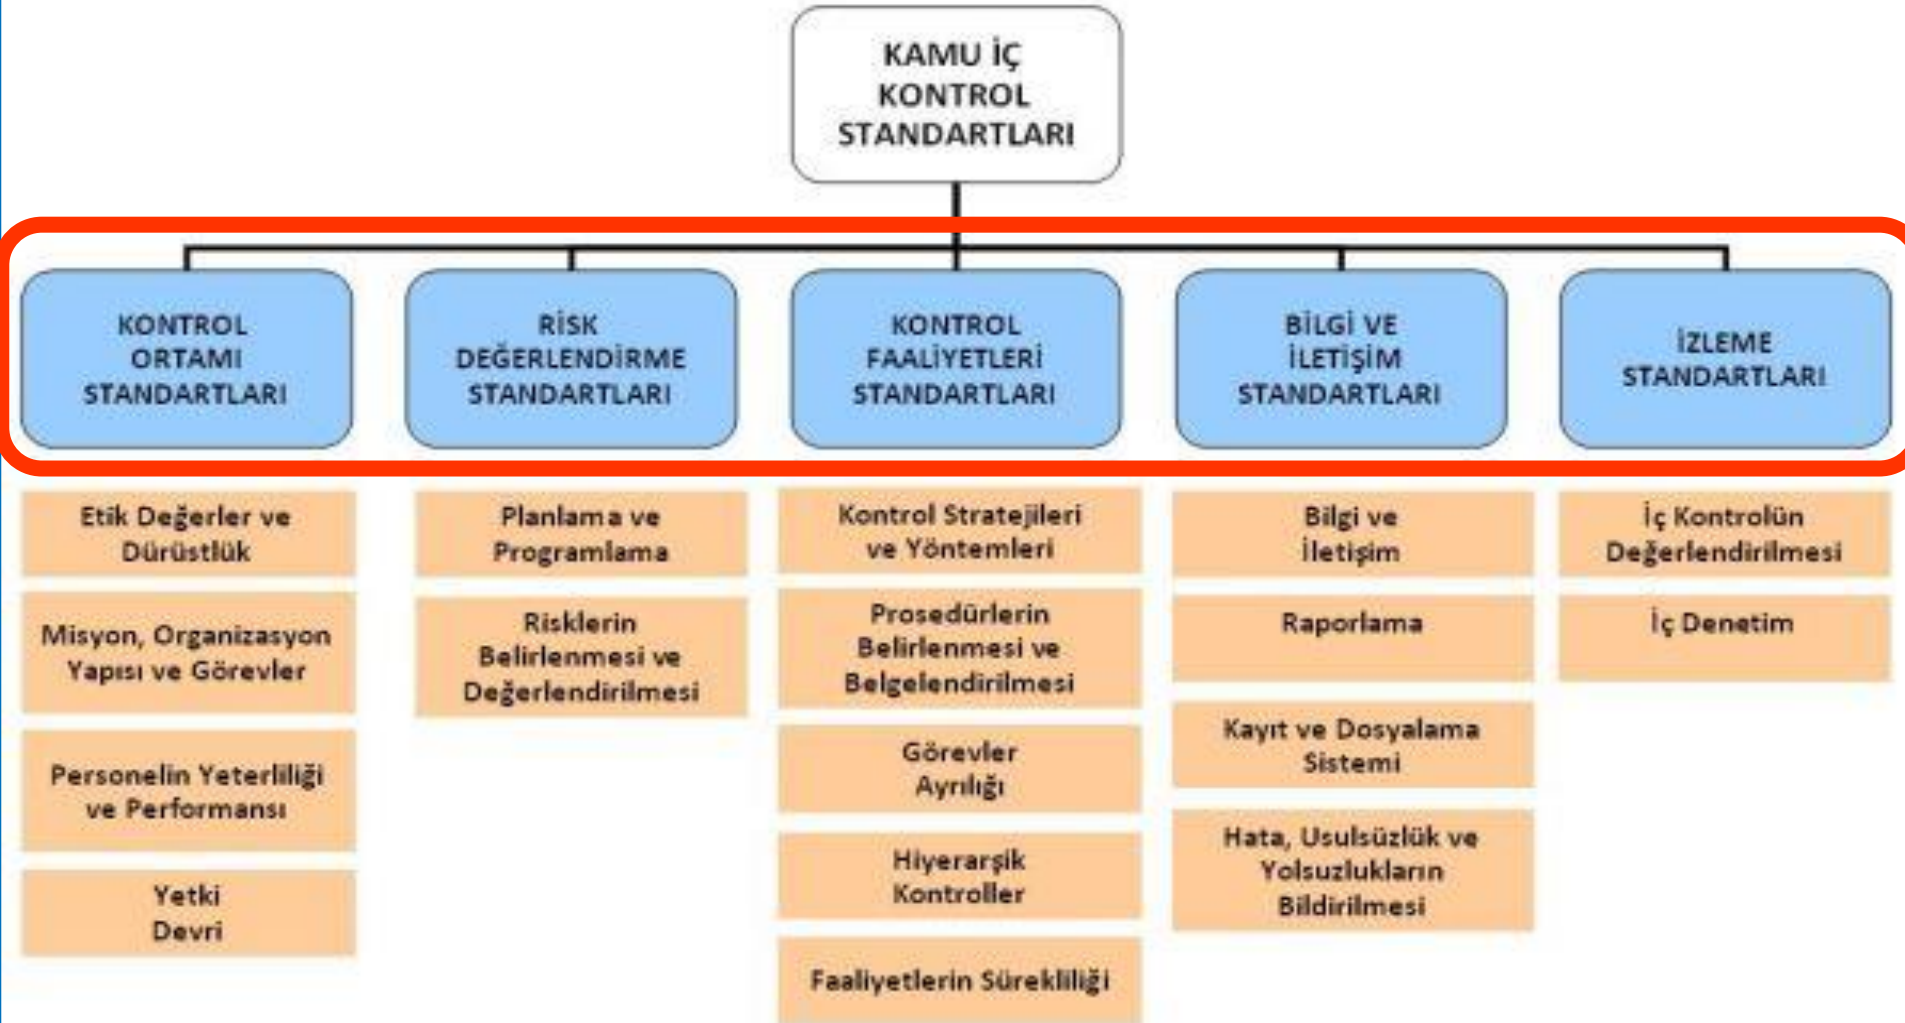 KAMU İÇ
KONTROL
STANDARTLARI
KONTROL
ORTAMI
STANDARTLARI
RİSK
DEĞERLENDİRME
STANDARTLARI
KONTROL
FAALİYETLERİ
STANDARTLARI
BİLGİ VE
İLETİŞİM
STANDARTLARI
İZLEME
STANDARTLARI
Etik Değerler ve
Dürüstlük
Misyon, Organizasyon
Yapısı ve Görevler
Personelin Yeterliliği
ve Performansı
Yetki
Devri
Planlama ve
Programlama
Risklerin
Belirlenmesi ve
Değerlendirilmesi
Kontrol Stratejileri
ve Yöntemleri
Prosedürlerin
Belirlenmesi ve
Belgelendirilmesi
Görevler
Ayrılığı
Hiyerarşik
Kontroller
Faaliyetlerin Sürekliliği
Bilgi ve
İletişim
Raporlama
Kayıt ve Dosyalama
Sistemi
Hata, Usulsüzlük ve
Yolsuzlukların
Bildirilmesi
İç Kontrolün
Değerlendirilmesi
İç Denetim